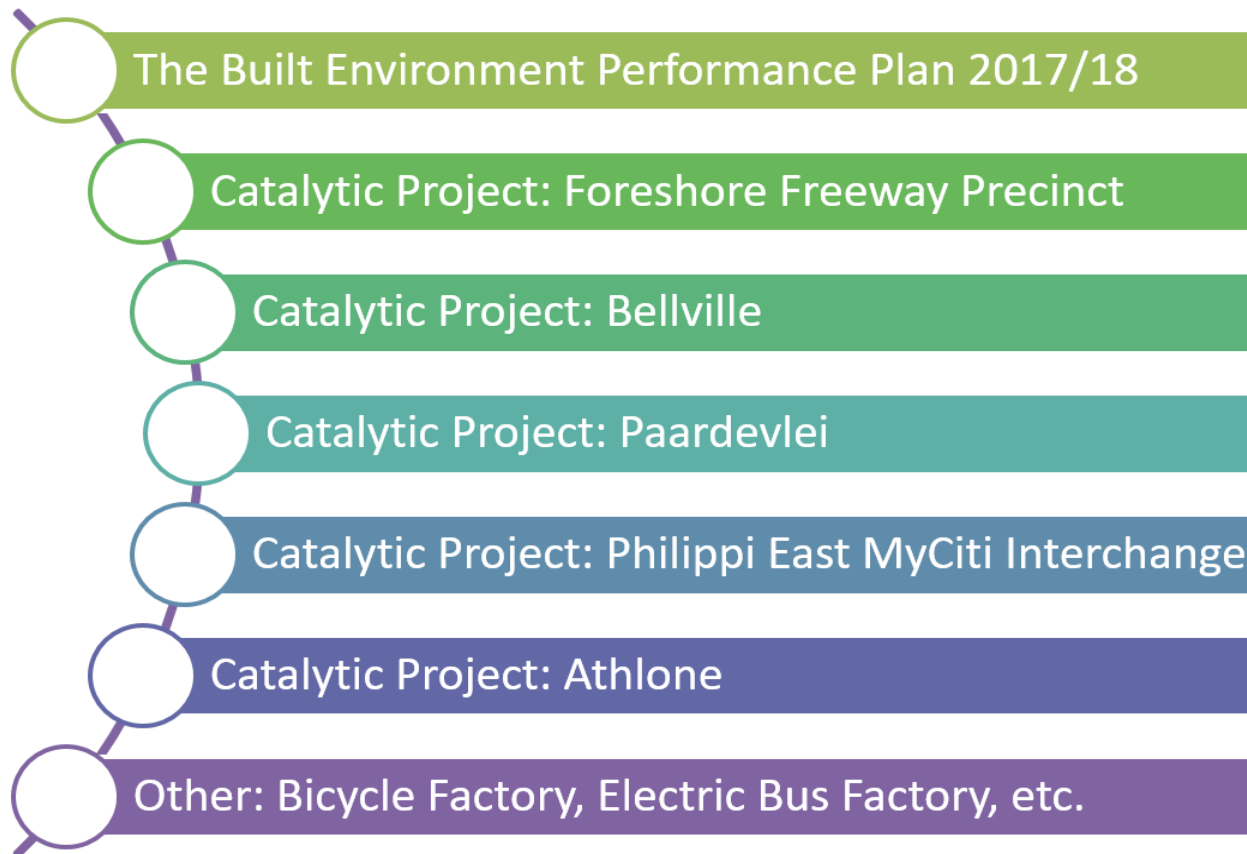 The Built Environment Performance Plan 2017/18
Catalytic Project: Foreshore Freeway Precinct
Catalytic Project: Bellville
Catalytic Project: Paardevlei
Catalytic Project: Philippi East MyCiti Interchange
Catalytic Project: Athlone
Other: Bicycle Factory, Electric Bus Factory, etc.